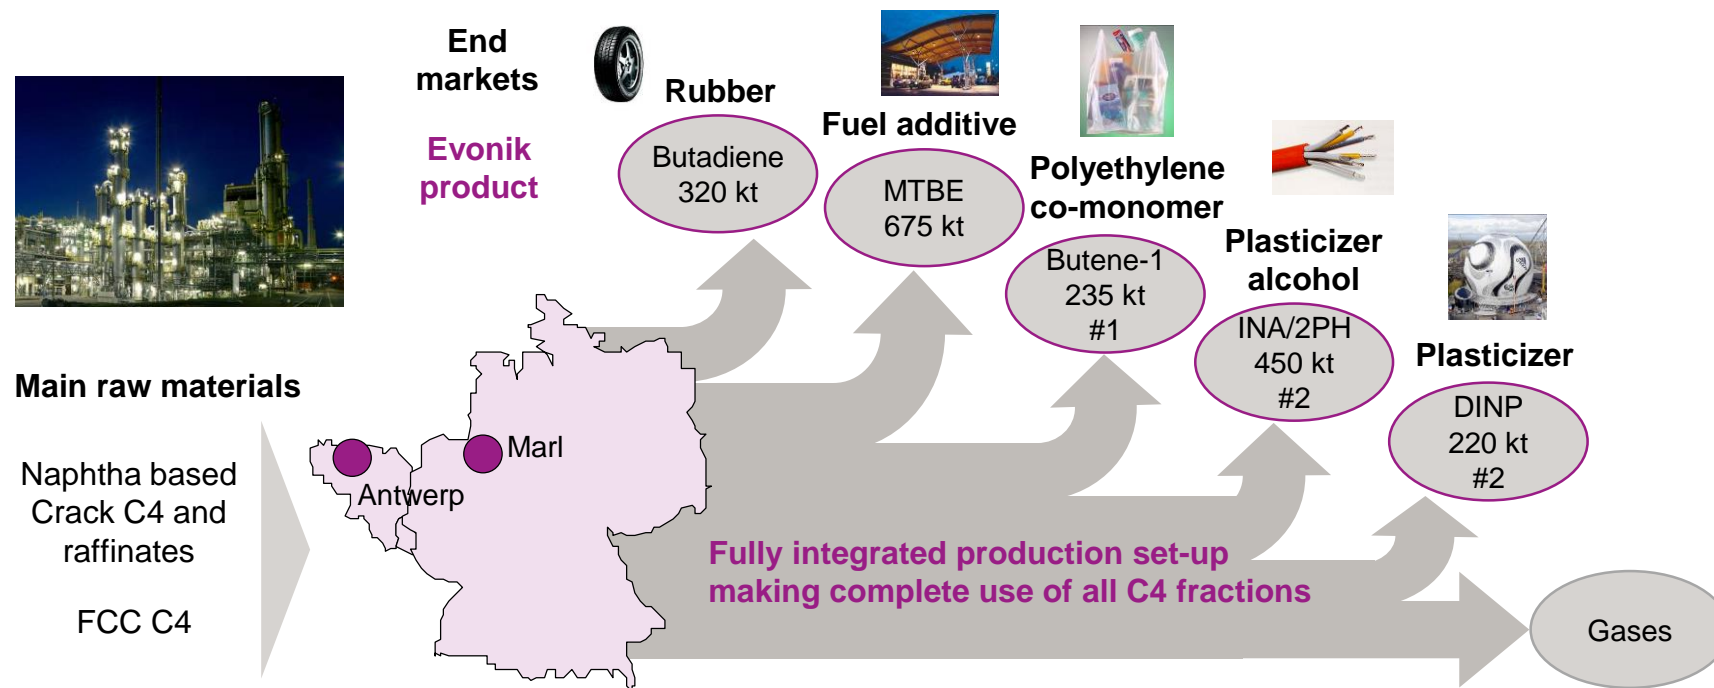 End
markets
Evonik
product
Rubber
Butadiene
320 kt
Fuel additive
MTBE
675 kt
Polyethylene
co-monomer
Butene-1
235 kt
#1
Plasticizer
alcohol
INA/2PH
450 kt
#2
Plasticizer
DINP
220 kt
#2
Main raw materials
Naphtha based
Crack C4 and
raffinates
FCC C4
Marl
Antwerp
Fully integrated production set-up
making complete use of all C4 fractions
Gases